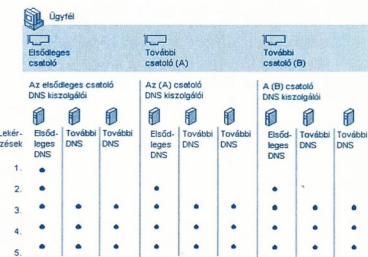 Ügyfél
Elsődleges csatoló
További csatoló (A)
További csatoló (B)
Az elsődleges csatoló DNS kiszolgálói
Az (A) csatoló DNS kiszolgálói
A (B) csatoló DNS kiszolgálói
Lekér-zések
Elsőd-leges DNS
További DNS
További DNS
Elsőd-leges DNS
További DNS
További DNS
Elsőd-leges DNS
További DNS
További DNS
1.
2.
3.
4.
5.